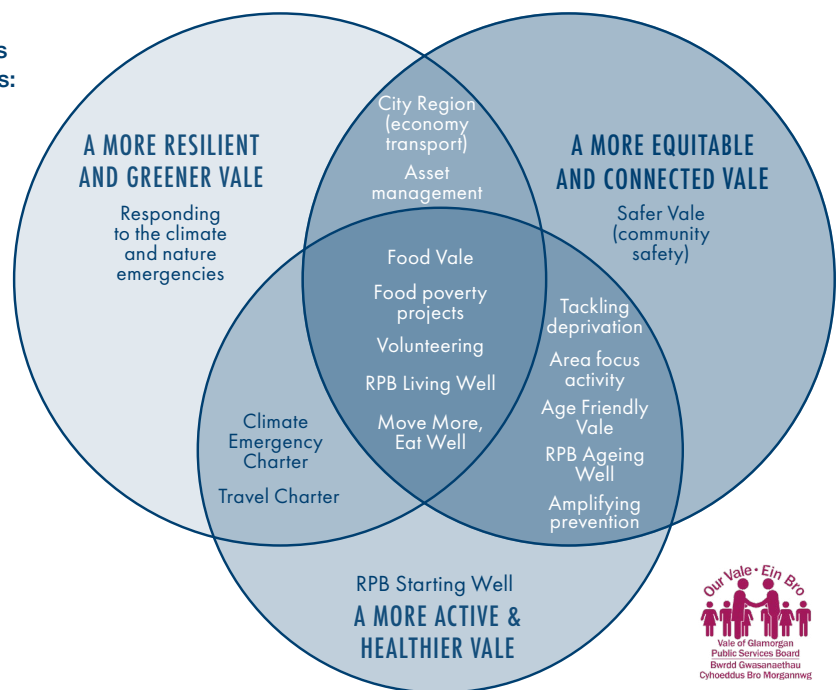 s
s:
A MORE RESILIENT
AND GREENER VALE
Responding
to the climate
and nature
emergencies
City Region
(economy
transport)
Asset
management
A MORE EQUITABLE
AND CONNECTED VALE
Safer Vale
(community
safety)
Food Vale
Food poverty
projects
Volunteering
RPB Living Well
Move More,
Eat Well
Tackling
deprivation
Area focus
activity
Age Friendly
Vale
RPB Ageing
Well
Amplifying
prevention
Climate
Emergency
Charter
Travel Charter
RPB Starting Well
A MORE ACTIVE &
HEALTHIER VALE
Our Vale • Ein Bro
Vale of Glamorgan
Public Services Board
Bwrdd Gwasanaethau
Cyhoeddus Bro Morgannwg